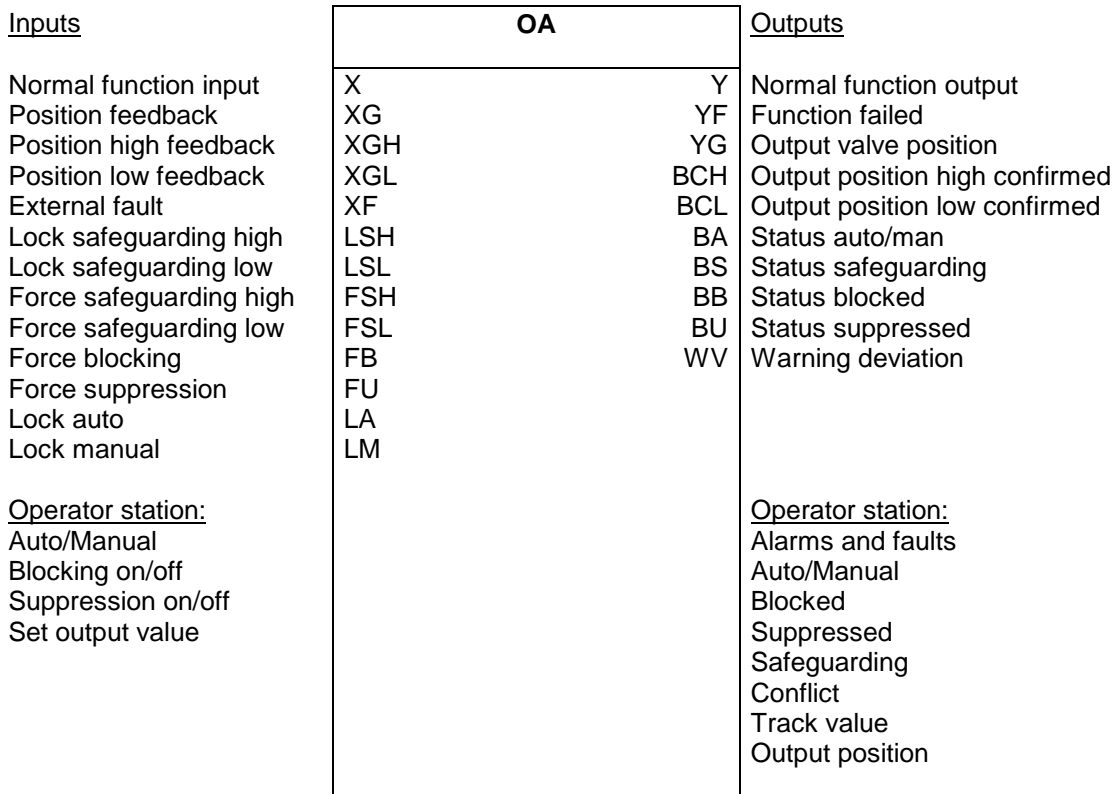 Inputs OA Outputs
Normal function input X Y Normal function output
Position feedback XG YF Function failed
Position high feedback XGH YG Output valve position
Position low feedback XGL BCH Output position high confirmed
External fault XF BCL Output position low confirmed
Lock safeguarding high LSH BA Status auto/man
Lock safeguarding low LSL BS Status safeguarding
Force safeguarding high FSH BB Status blocked
Force safeguarding low FSL BU Status suppressed
Force blocking FB WV Warning deviation
Force suppression FU
Lock auto LA
Lock manual LM
Operator station: Operator station:
Auto/Manual Alarms and faults
Blocking on/off Auto/Manual
Suppression on/off Blocked
Set output value Suppressed
Safeguarding
Conflict
Track value
Output position